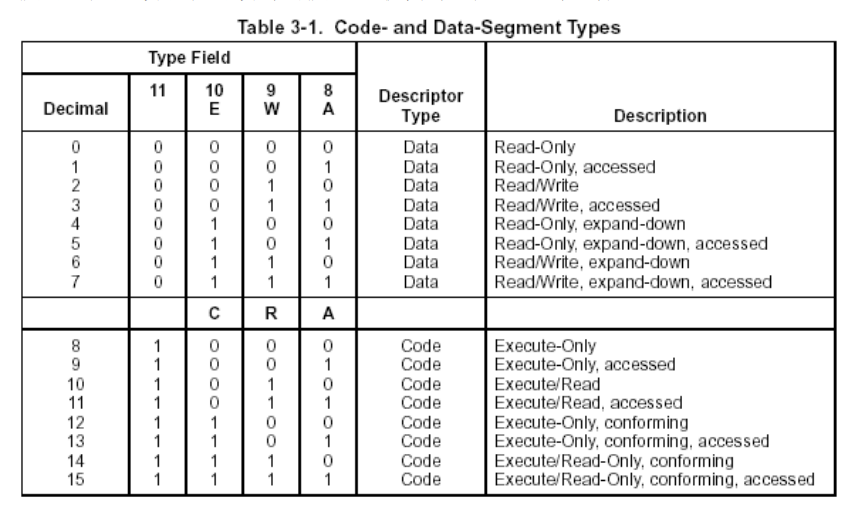 Table 3-1. Code- and Data-Segment Types
Type Field
Decimal 11 10 9 8 Descriptor Description
E W A Type
0 0 0 0 0 Data Read-Only
1 0 0 0 1 Data Read-Only, accessed
2 0 0 1 0 Data Read/Write
3 0 0 1 1 Data Read/Write, accessed
4 0 1 0 0 Data Read-Only, expand-down
5 0 1 0 1 Data Read-Only, expand-down, accessed
6 0 1 1 0 Data Read/Write, expand-down
7 0 1 1 1 Data Read/Write, expand-down, accessed
C R A
8 1 0 0 0 Code Execute-Only
9 1 0 0 1 Code Execute-Only, accessed
10 1 0 1 0 Code Execute/Read
11 1 0 1 1 Code Execute/Read, accessed
12 1 1 0 0 Code Execute-Only, conforming
13 1 1 0 1 Code Execute-Only, conforming, accessed
14 1 1 1 0 Code Execute/Read-Only, conforming
15 1 1 1 1 Code Execute/Read-Only, conforming, accessed